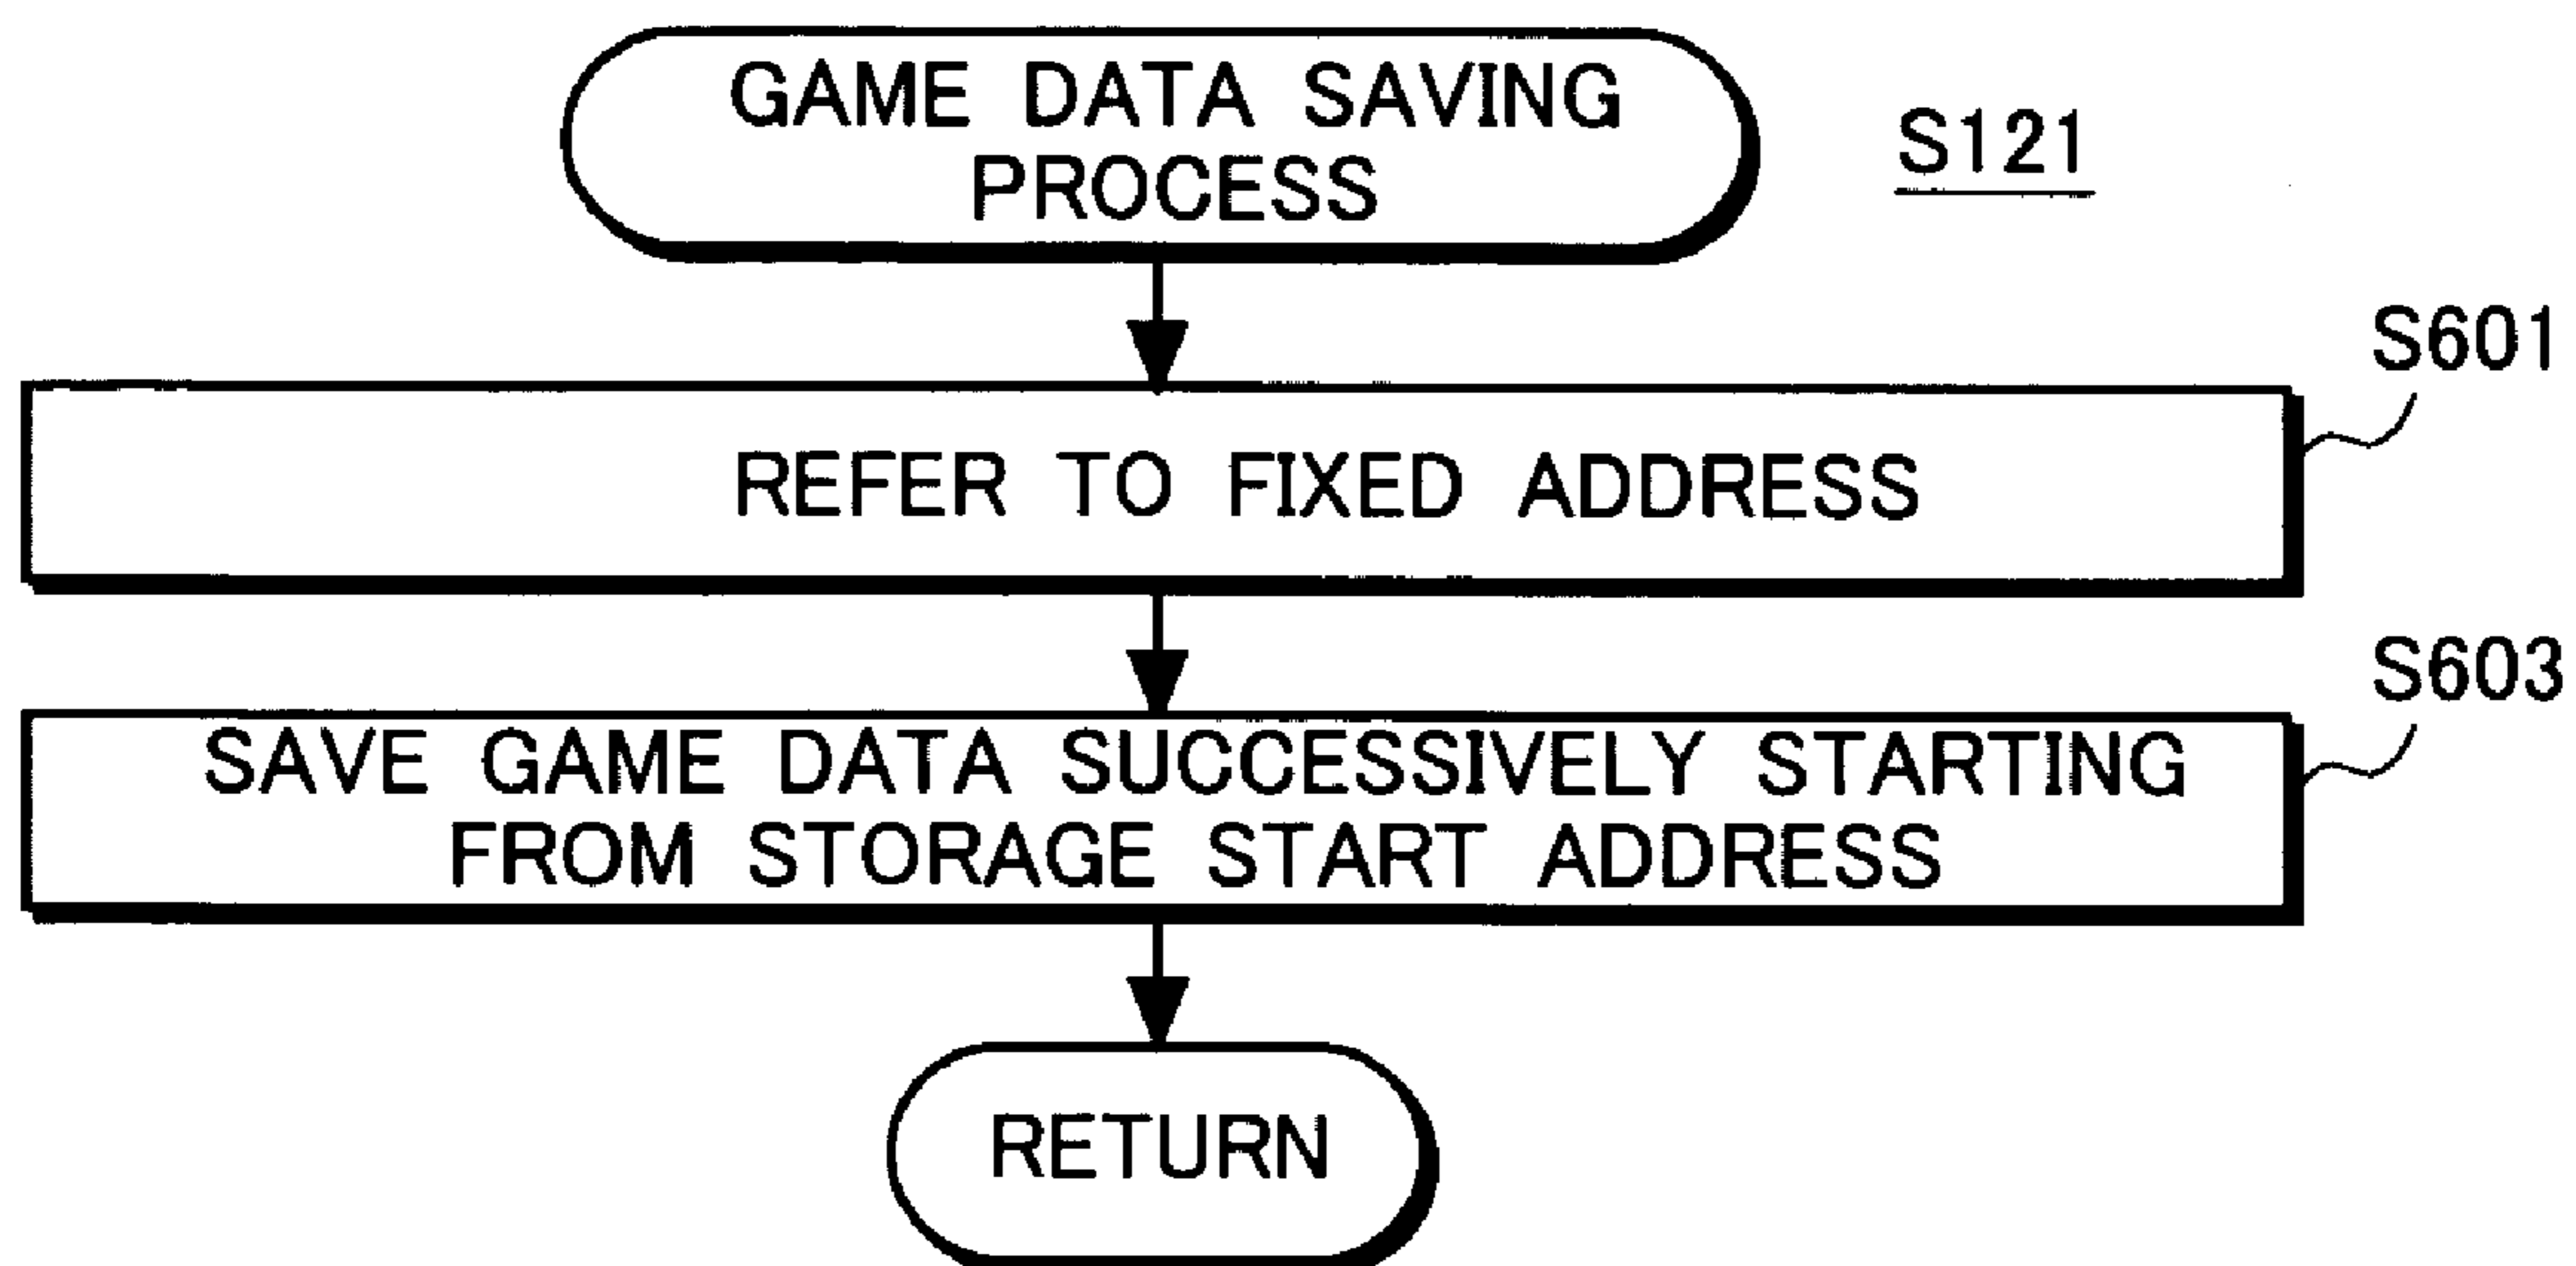 GAME DATA SAVING
PROCESS
S121
S601
REFER TO FIXED ADDRESS
S603
SAVE GAME DATA SUCCESSIVELY STARTING
FROM STORAGE START ADDRESS
RETURN